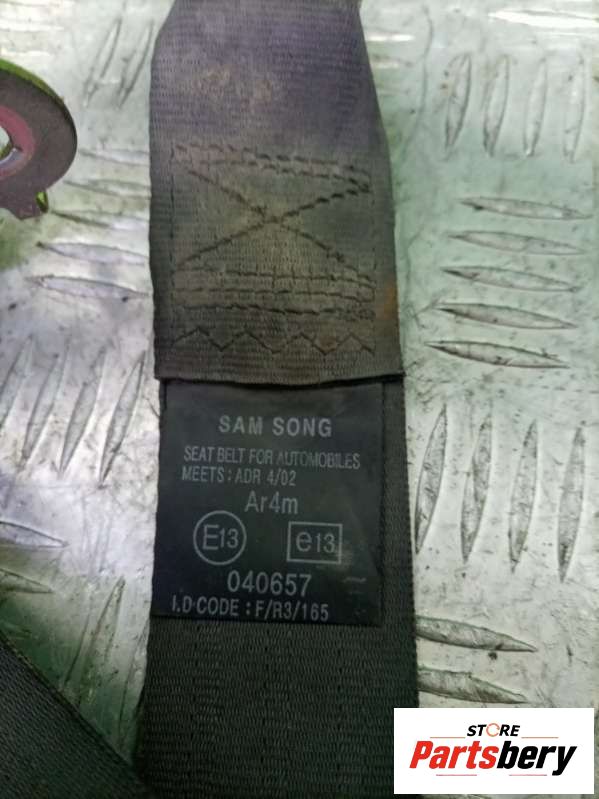 SAM SONG
SEAT BELT FOR AUTOMOBILES
MEETS : ADR 4/02
Ar4m
E13 e13
040657
I.D CODE : F/R3/165
STORE
Partsbery